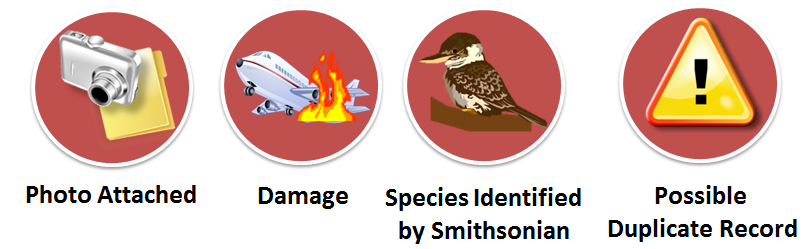 Photo Attached
Damage
Species Identified
by Smithsonian
Possible
Duplicate Record
!